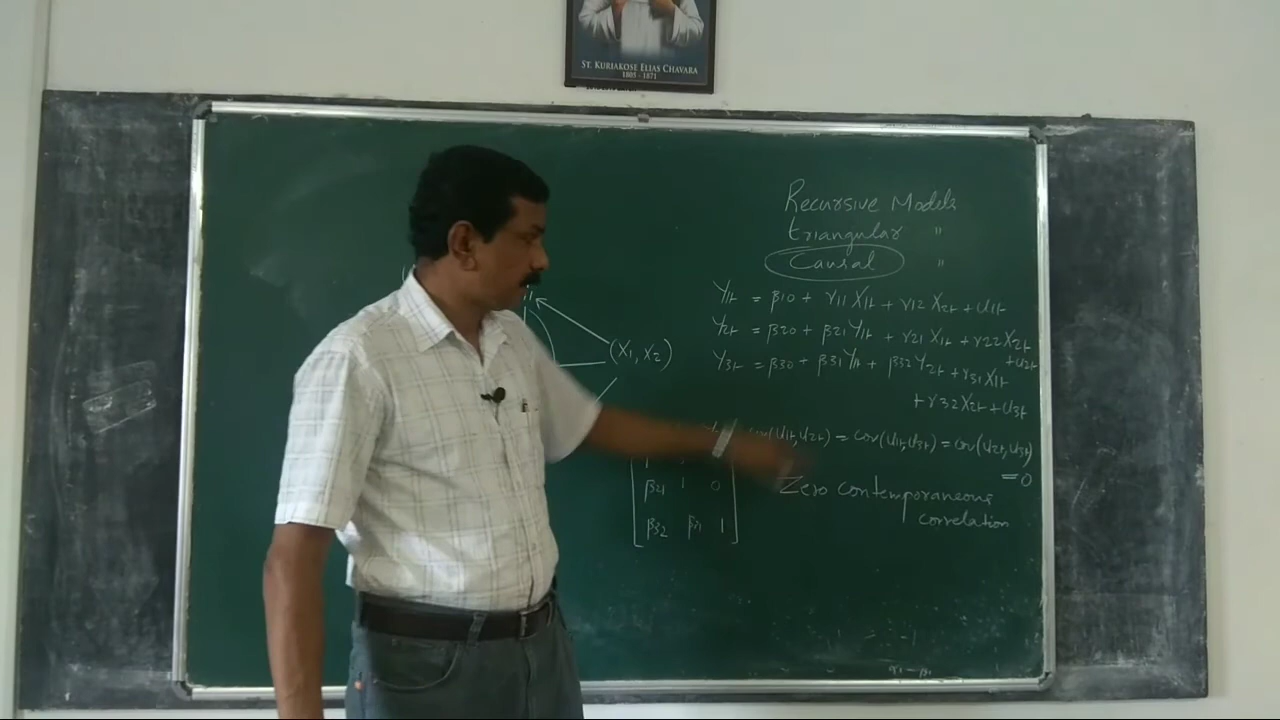 ST. KURIAKOSE ELIAS CHAVARA
1805 - 1871
Recursive Models
triangular "
Causal "
Y1t = β10 + γ11 X1t + γ12 X2t + U1t
Y2t = β20 + β21 Y1t + γ21 X1t + γ22 X2t
+ U2t
Y3t = β30 + β31 Y1t + β32 Y2t + γ31 X1t
+ γ32 X2t + U3t
(X1, X2)
cov(U1t, U2t) = cov(U1t, U3t) = cov(U2t, U3t)
= 0
Zero contemporaneous
correlation
1
β21 1 0
β32 β31 1